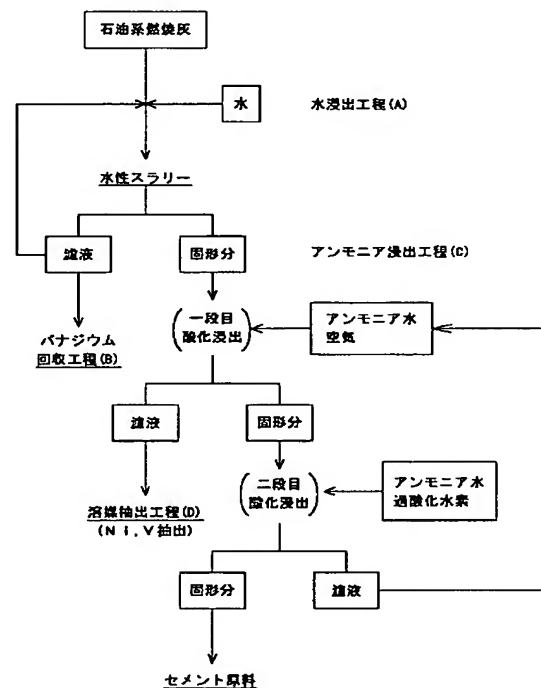 石油系燃焼灰
水
水浸出工程(A)
水性スラリー
濾液
固形分
アンモニア浸出工程(C)
バナジウム
回収工程(B)
一段目
酸化浸出
アンモニア水
空気
濾液
固形分
溶媒抽出工程(D)
(Ni,V抽出)
二段目
酸化浸出
アンモニア水
過酸化水素
固形分
濾液
セメント原料